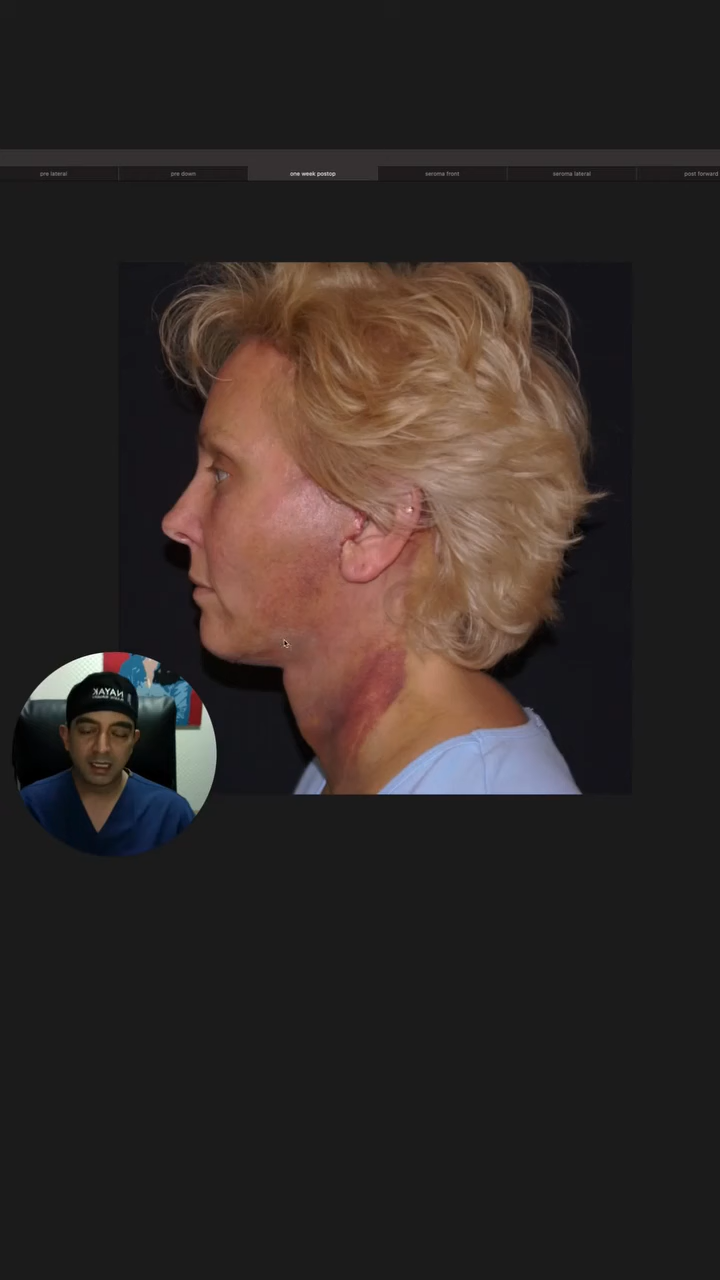 pre lateral
pre down
one week postop
seroma front
seroma lateral
post forward
NAYAK